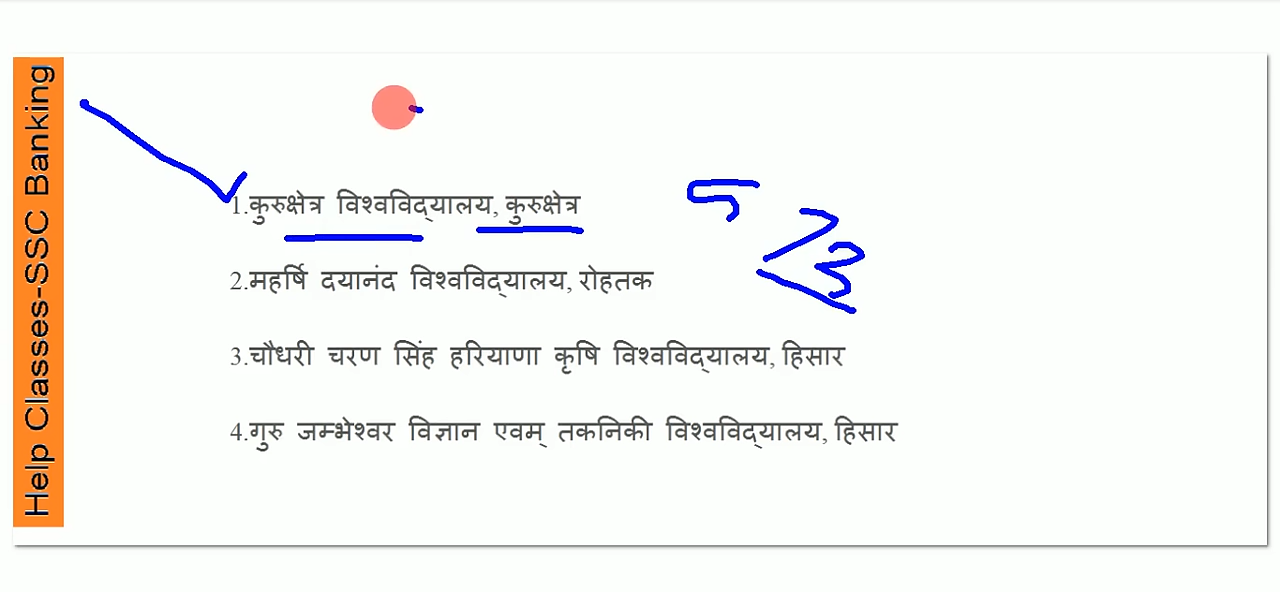 Help Classes-SSC Banking
1.कुरुक्षेत्र विश्वविद्यालय, कुरुक्षेत्र
2.महर्षि दयानंद विश्वविद्यालय, रोहतक
3.चौधरी चरण सिंह हरियाणा कृषि विश्वविद्यालय, हिसार
4.गुरु जम्भेश्वर विज्ञान एवम् तकनिकी विश्वविद्यालय, हिसार